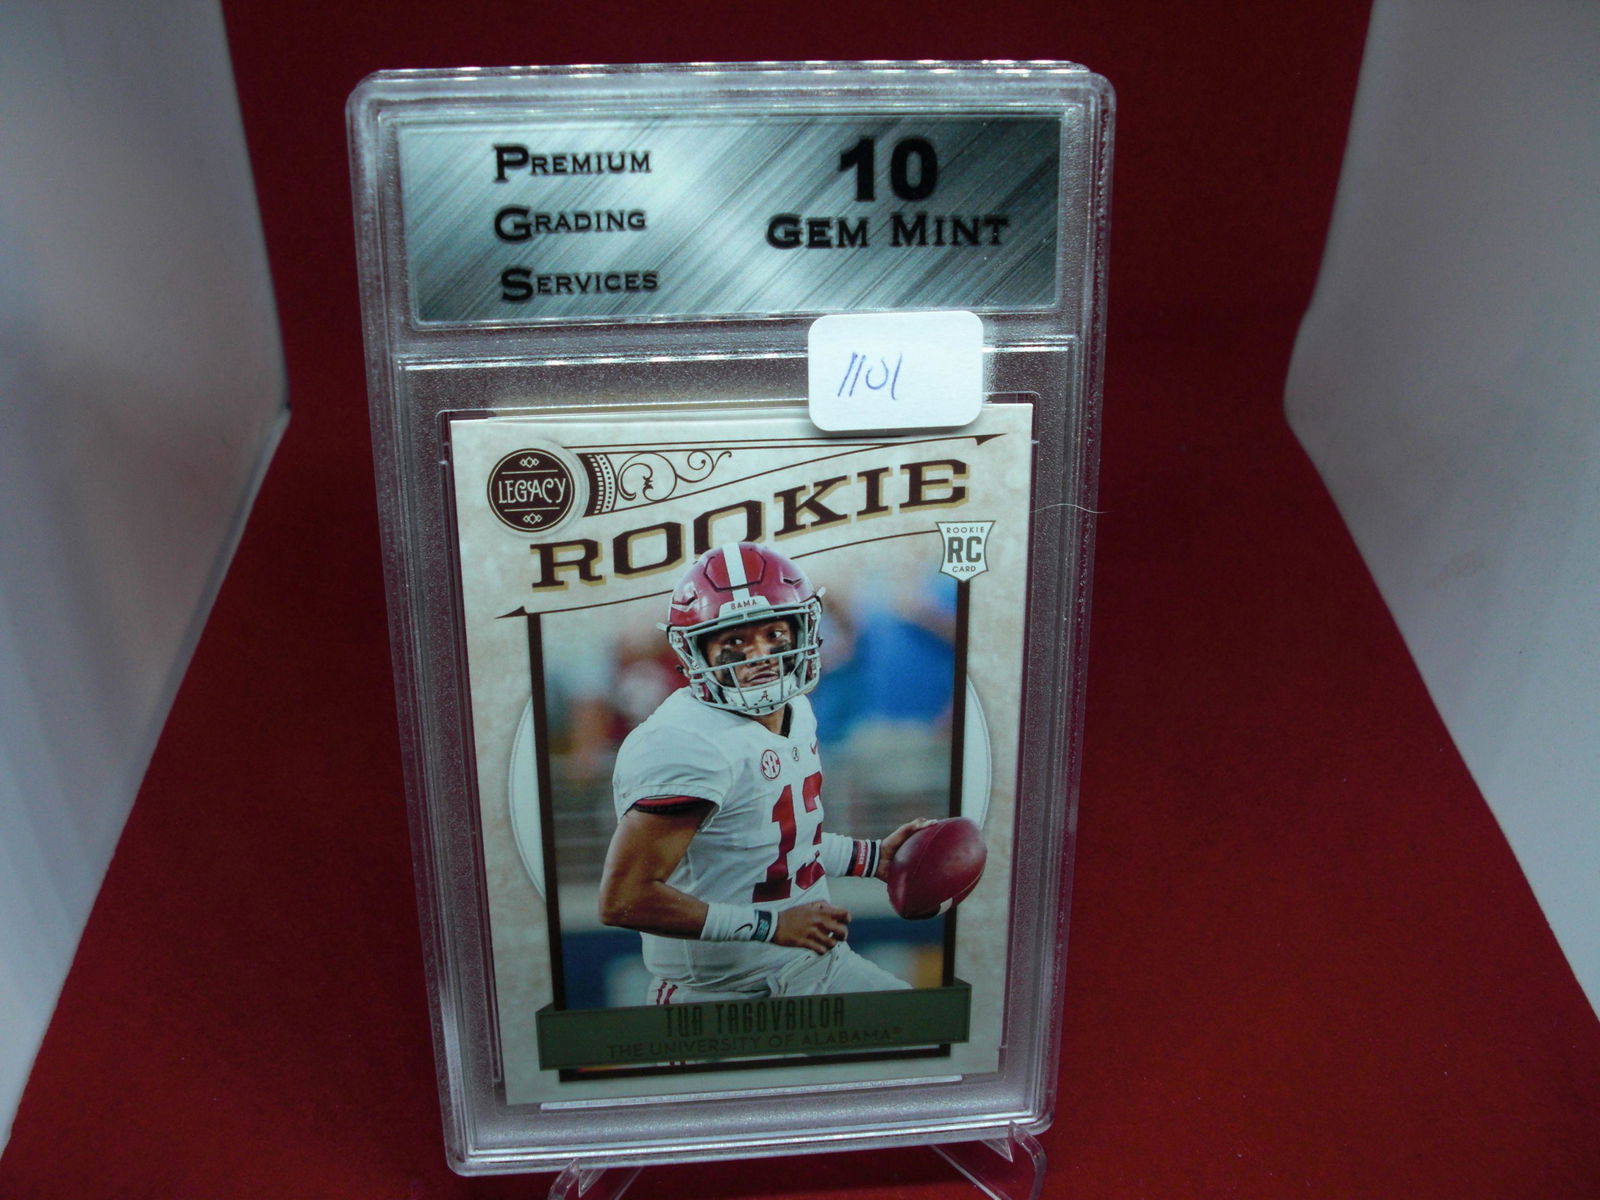 PREMIUM
GRADING
SERVICES
10
GEM MINT
1101
LEGACY
ROOKIE
ROOKIE
RC
CARD
BAMA
A
SEC
13
TUA TAGOVAILOA
THE UNIVERSITY OF ALABAMA®